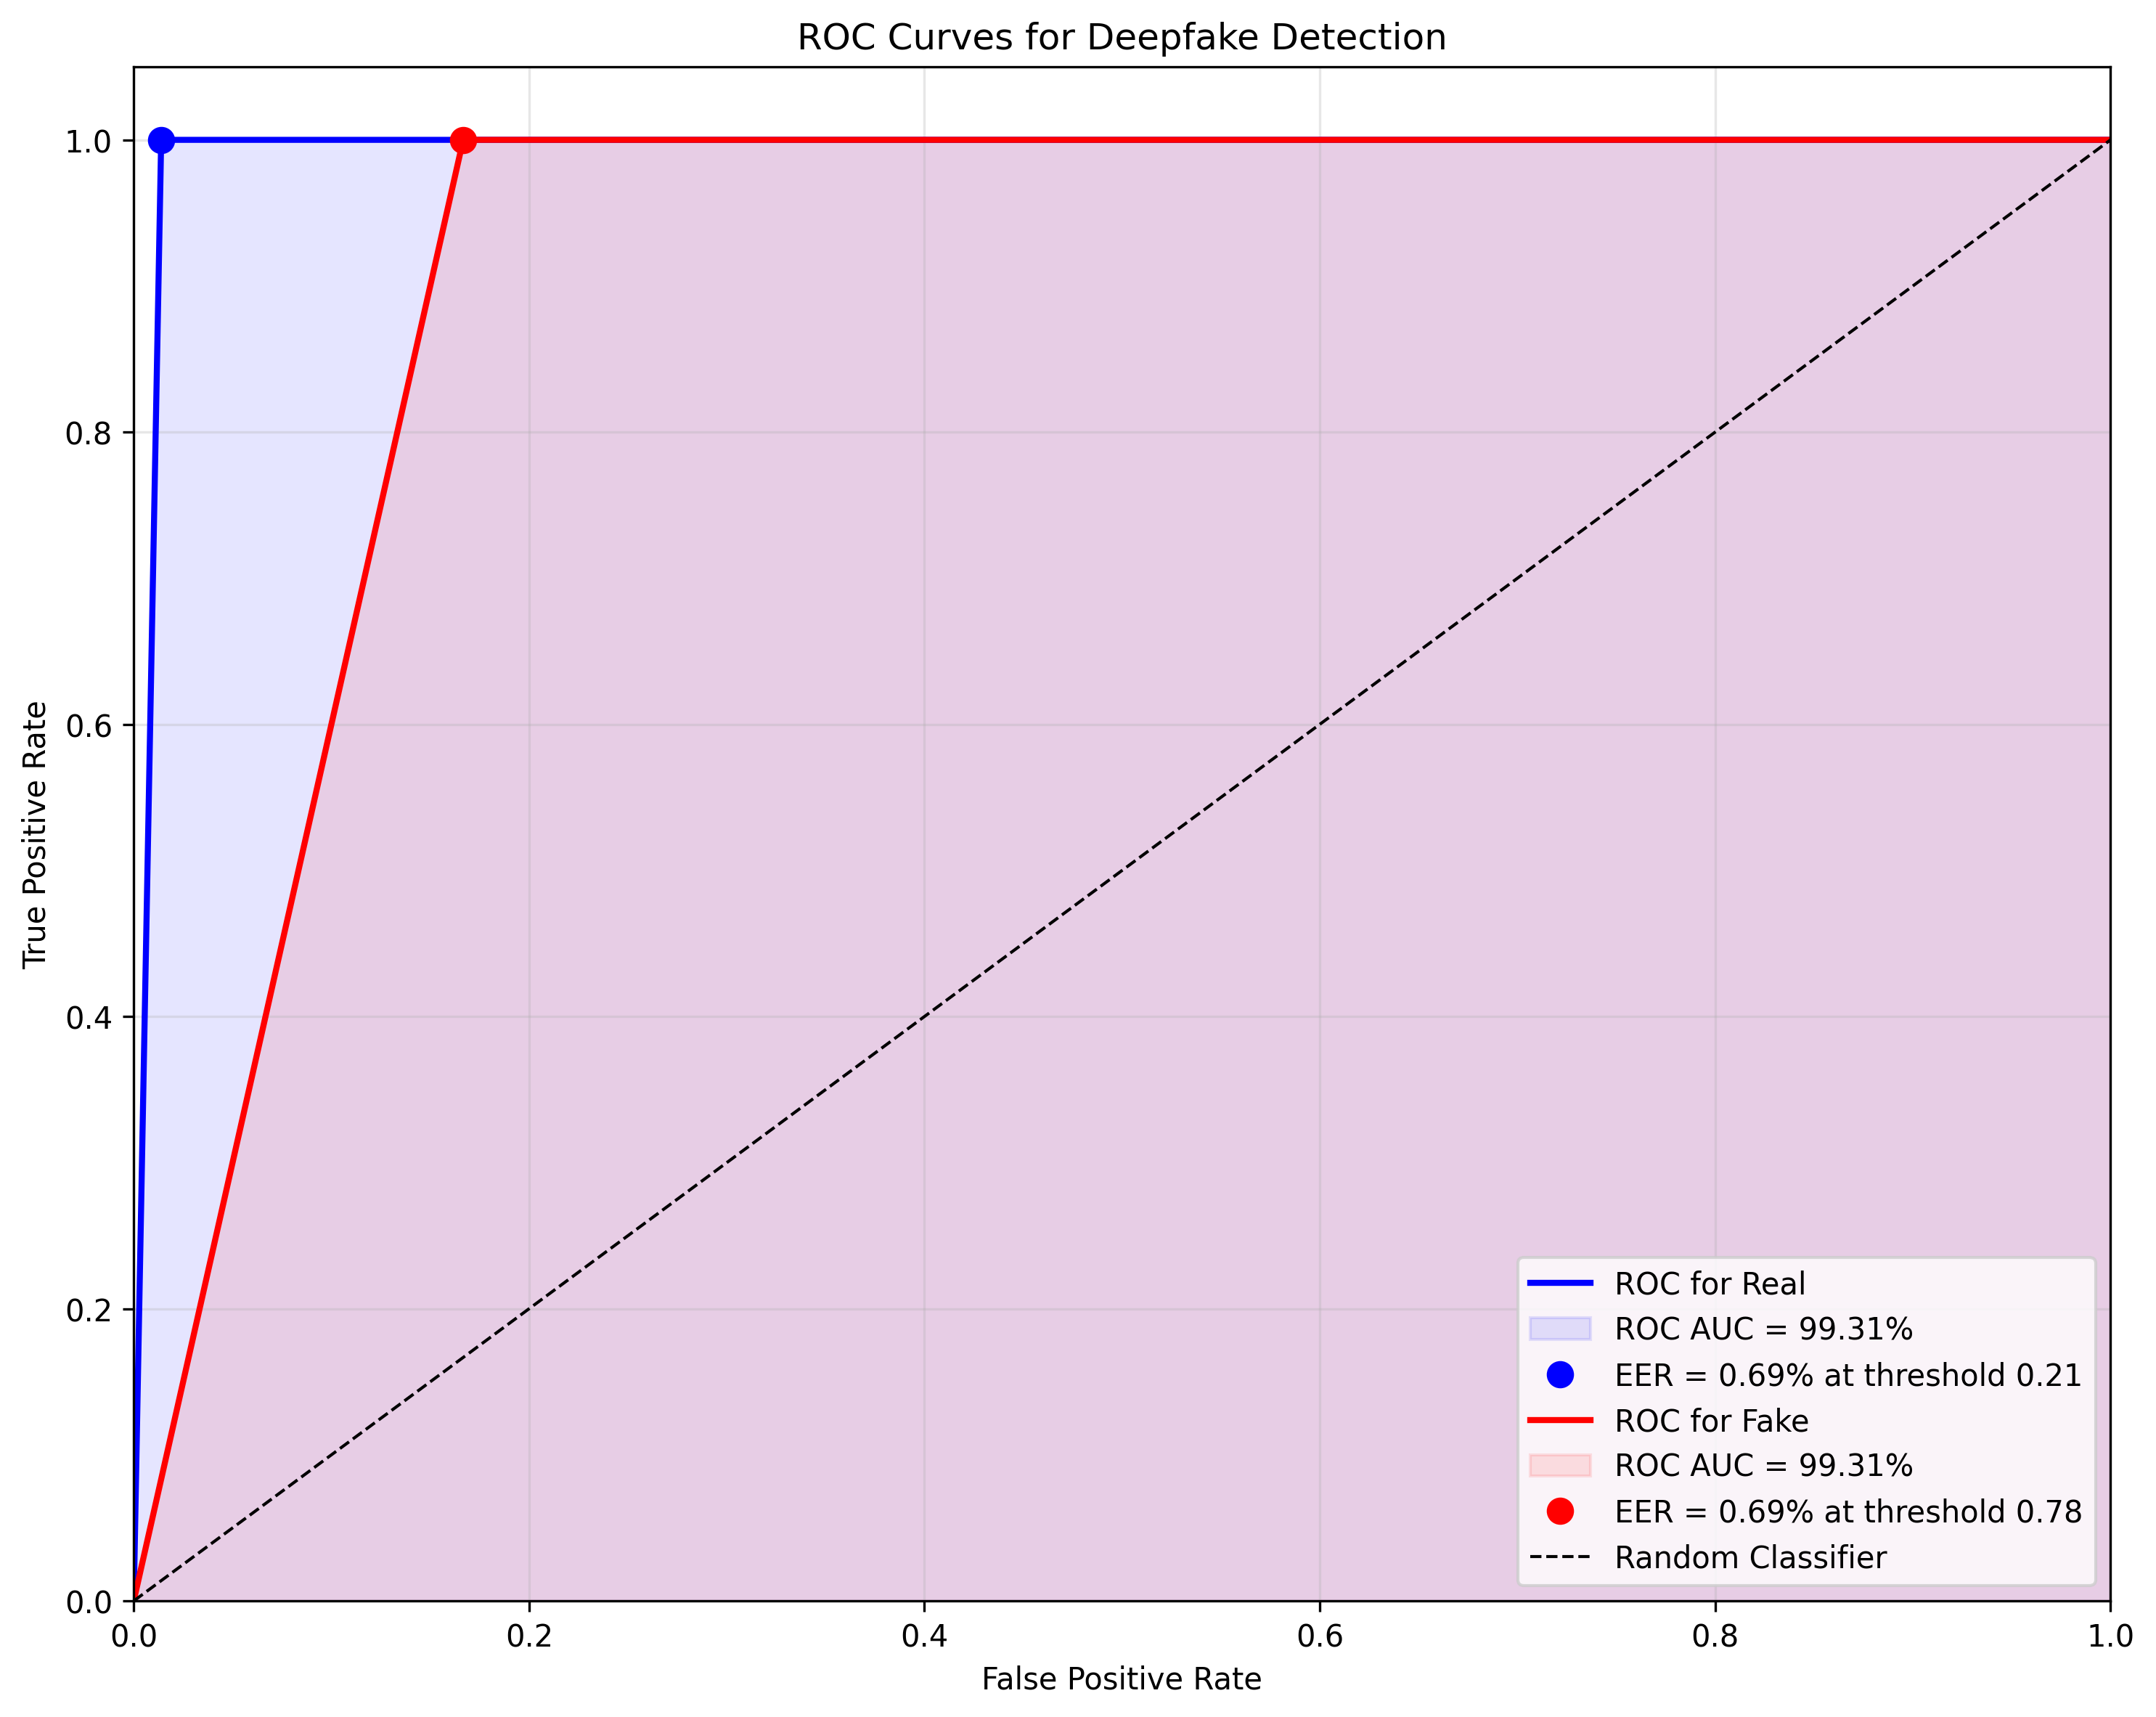 ROC Curves for Deepfake Detection
1.0
0.8
0.6
0.4
0.2
0.0
True Positive Rate
0.0 0.2 0.4 0.6 0.8 1.0
False Positive Rate
ROC for Real
ROC AUC = 99.31%
EER = 0.69% at threshold 0.21
ROC for Fake
ROC AUC = 99.31%
EER = 0.69% at threshold 0.78
Random Classifier